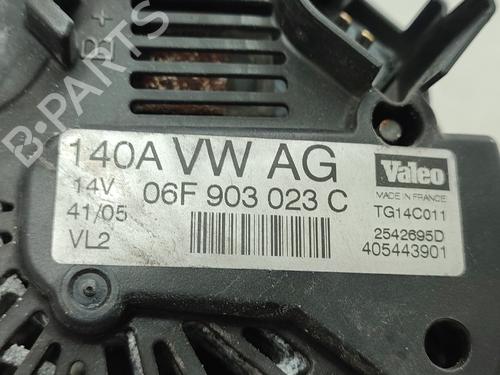 +
B+
B-PARTS
140A VW AG
14V 06F 903 023 C
41/05
VL2
Valeo
MADE IN FRANCE
TG14C011
2542695D
405443901